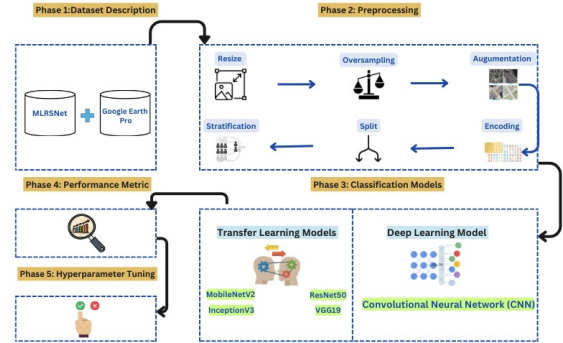 Phase 1:Dataset Description
Phase 2: Preprocessing
MLRSNet
Google Earth
Pro
Resize
Oversampling
Augmentation
Stratification
Split
Encoding
Phase 4: Performance Metric
Phase 3: Classification Models
Transfer Learning Models
MobileNetV2
ResNet50
InceptionV3
VGG19
Deep Learning Model
Convolutional Neural Network (CNN)
Phase 5: Hyperparameter Tuning